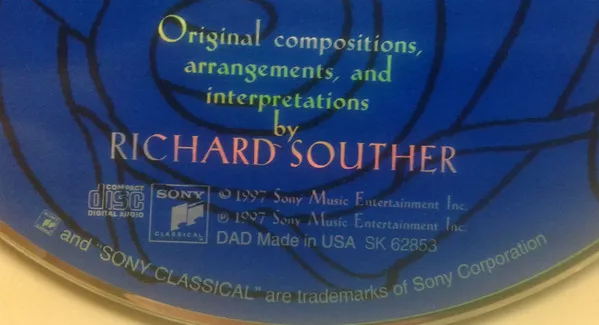 Original compositions,
arrangements, and
interpretations
by
RICHARD SOUTHER
COMPACT
disc
DIGITAL AUDIO
SONY
CLASSICAL
© 1997 Sony Music Entertainment Inc.
℗ 1997 Sony Music Entertainment Inc.
DAD Made in USA SK 62853
and "SONY CLASSICAL" are trademarks of Sony Corporation